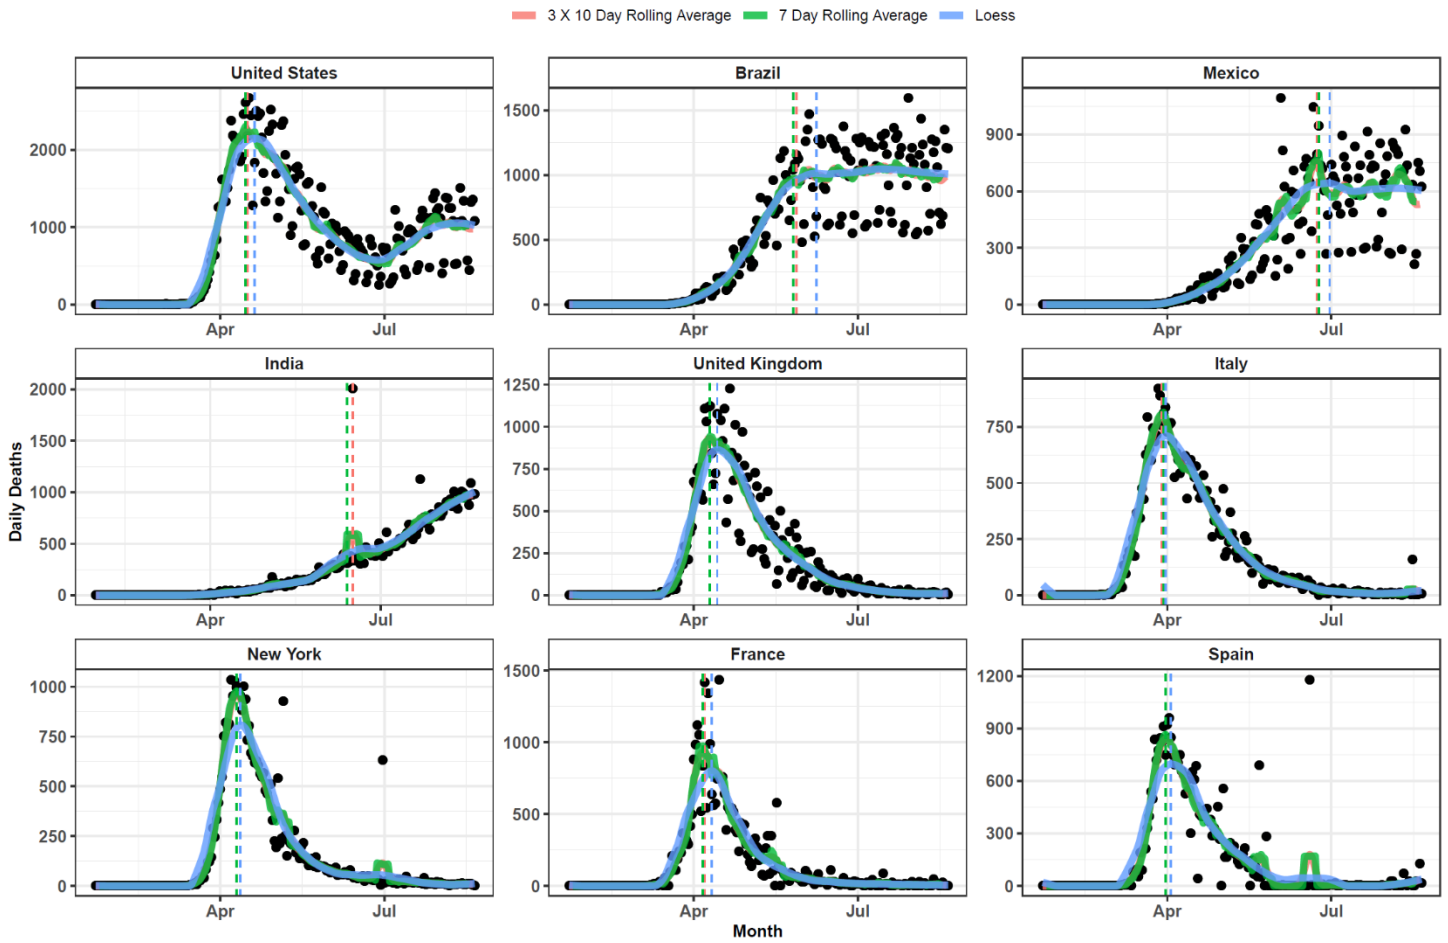 3 X 10 Day Rolling Average 7 Day Rolling Average Loess
United States Brazil Mexico
2000
1000
0
Apr Jul
1500
1000
500
0
Apr Jul
900
600
300
0
Apr Jul
India United Kingdom Italy
2000
1500
1000
500
0
Apr Jul
1250
1000
750
500
250
0
Apr Jul
750
500
250
0
Apr Jul
Daily Deaths
New York France Spain
1000
750
500
250
0
Apr Jul
1500
1000
500
0
Apr Jul
1200
900
600
300
0
Apr Jul
Month